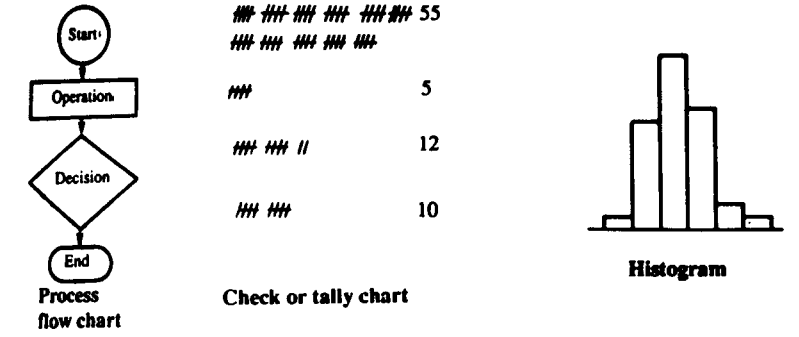 Start
Operation
Decision
End
Process
flow chart
55
5
12
10
Check or tally chart
Histogram